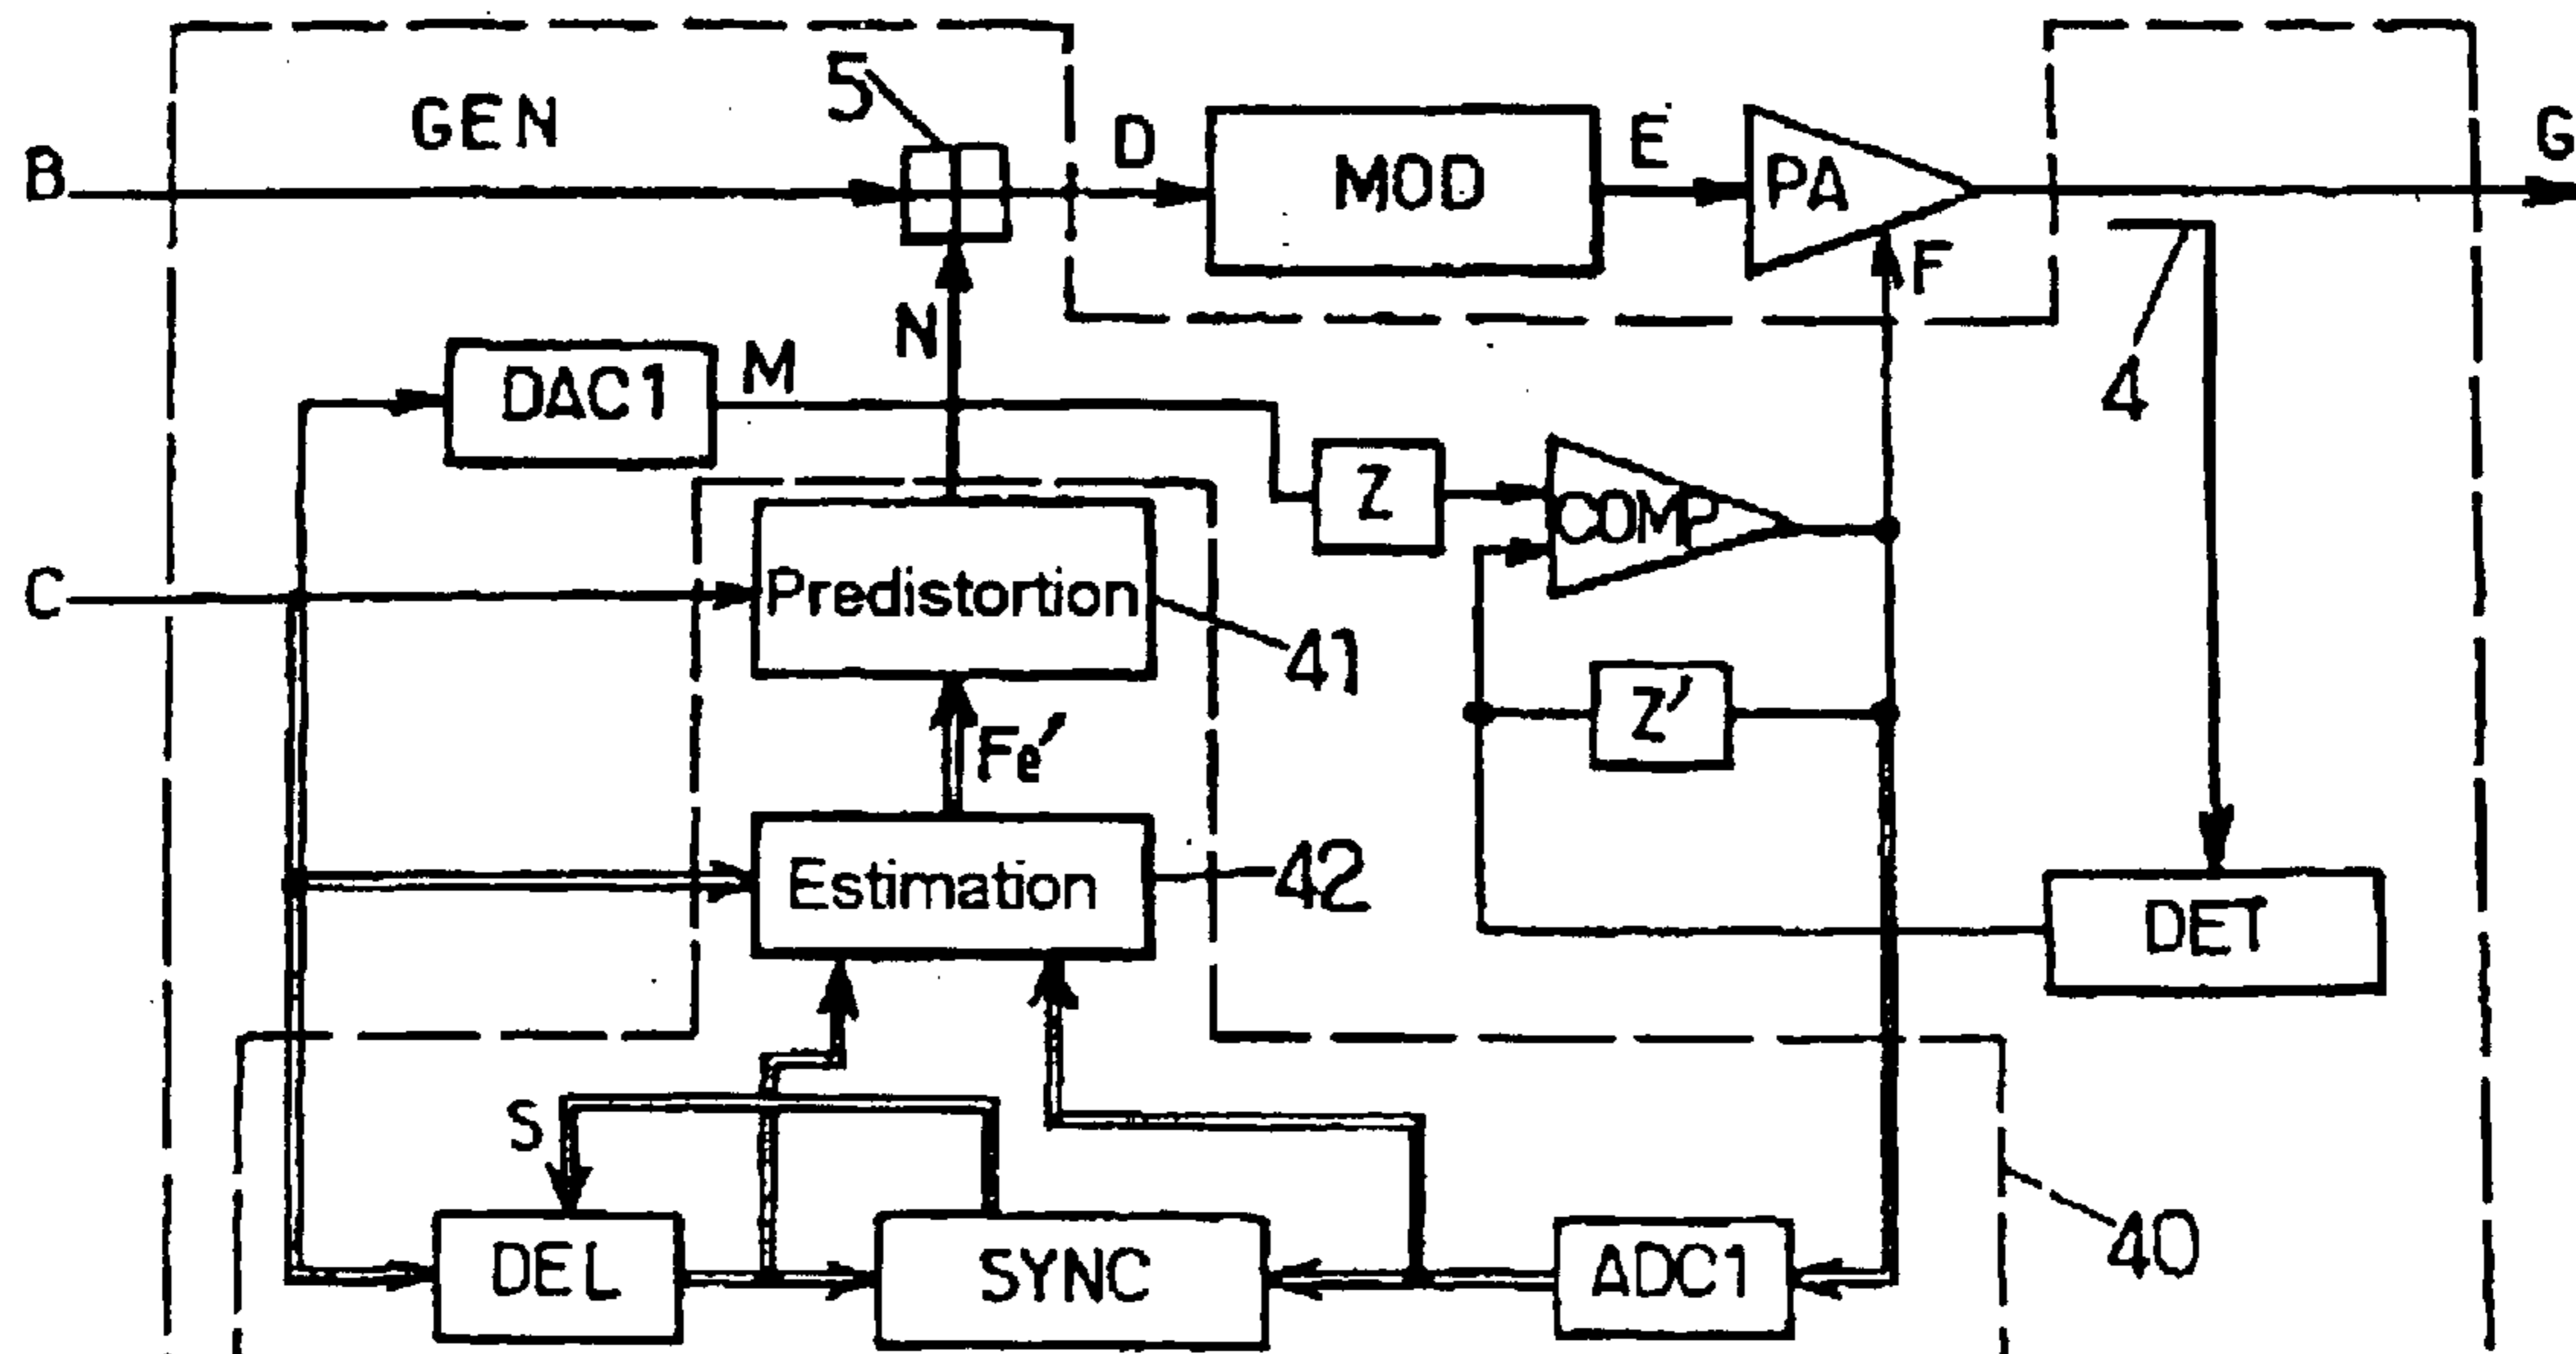 GEN
5
B
D
MOD
E
PA
G
F
N
DAC1
M
4
Z
COMP
C
Predistortion
41
Z'
Fe'
Estimation
42
DET
S
DEL
SYNC
ADC1
40